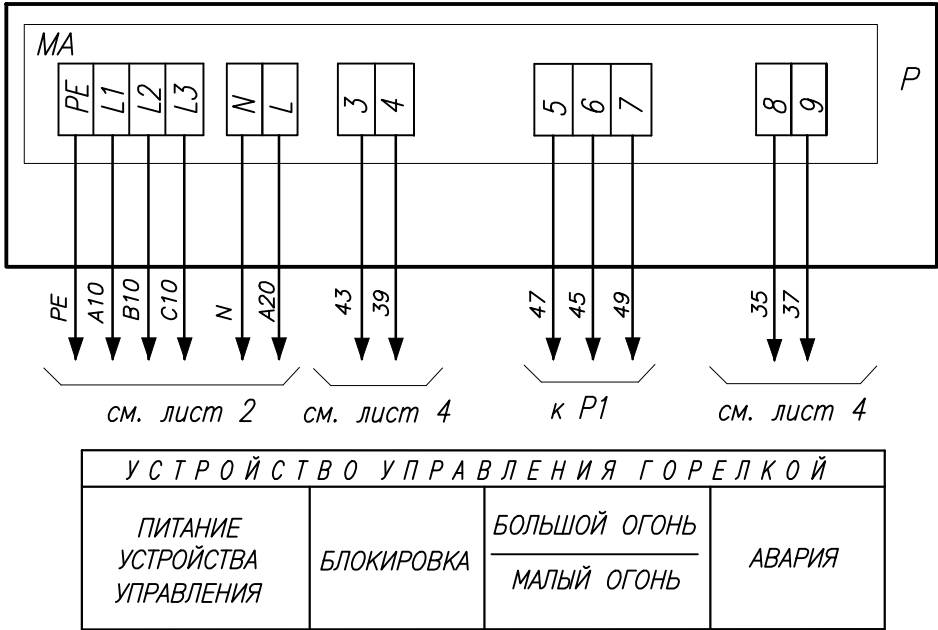 МА
Р
PE L1 L2 L3 N L 3 4 5 6 7 8 9
PE A10 B10 C10 N A20 43 39 47 45 49 35 37
см. лист 2 см. лист 4 к Р1 см. лист 4
УСТРОЙСТВО УПРАВЛЕНИЯ ГОРЕЛКОЙ
ПИТАНИЕ
УСТРОЙСТВА
УПРАВЛЕНИЯ
БЛОКИРОВКА
БОЛЬШОЙ ОГОНЬ
МАЛЫЙ ОГОНЬ
АВАРИЯ